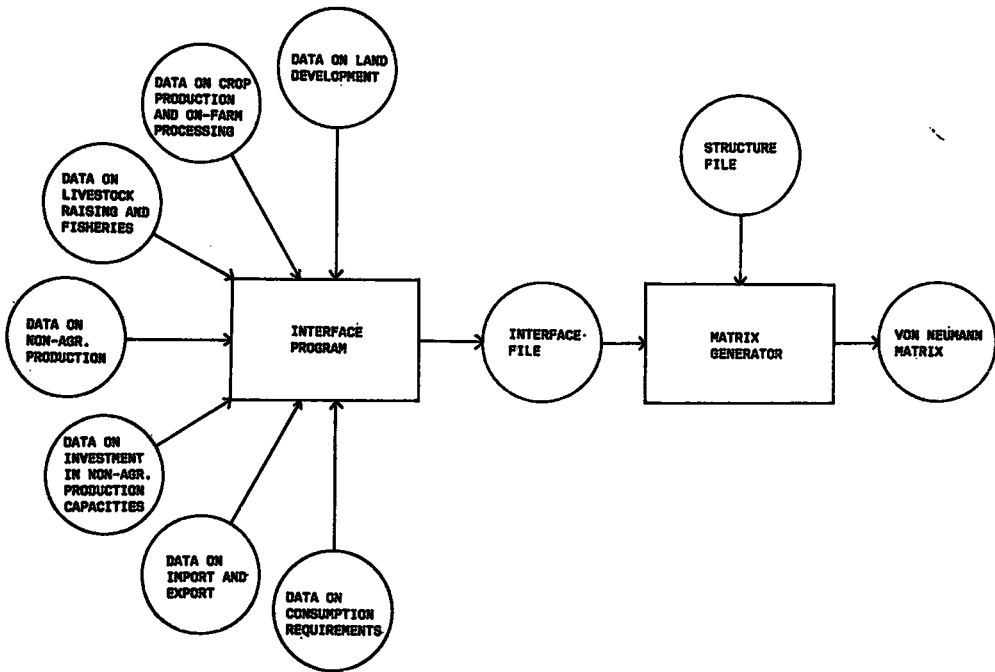 DATA ON LAND
DEVELOPMENT
DATA ON CROP
PRODUCTION
AND ON-FARM
PROCESSING
DATA ON
LIVESTOCK
RAISING AND
FISHERIES
DATA ON
NON-AGR.
PRODUCTION
DATA ON
INVESTMENT
IN NON-AGR.
PRODUCTION
CAPACITIES
DATA ON
IMPORT AND
EXPORT
DATA ON
CONSUMPTION
REQUIREMENTS
INTERFACE
PROGRAM
INTERFACE-
FILE
STRUCTURE
FILE
MATRIX
GENERATOR
VON NEUMANN
MATRIX